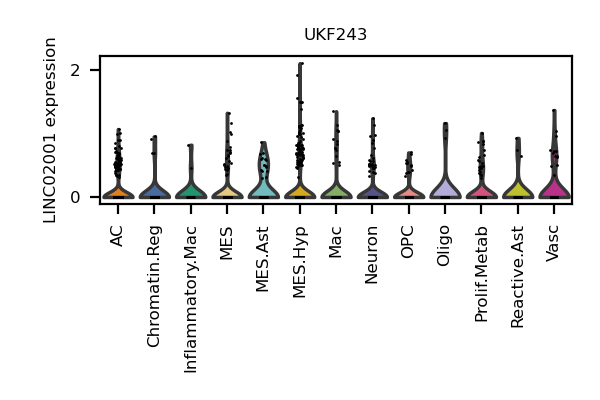 UKF243
LINC02001 expression
2
0
AC
Chromatin.Reg
Inflammatory.Mac
MES
MES.Ast
MES.Hyp
Mac
Neuron
OPC
Oligo
Prolif.Metab
Reactive.Ast
Vasc